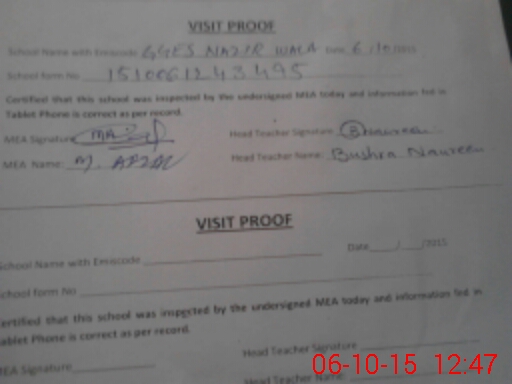 VISIT PROOF
School Name with Emiscode GGES NAZIR WALA Date 6/10/2015
School form No 1510061243495
Certified that this school was inspected by the undersigned MEA today and information fed in
Tablet Phone is correct as per record.
MEA Signature Head Teacher Signature BNaureen
MEA Name: M. AFZAL Head Teacher Name: Bushra Naureen
VISIT PROOF
School Name with Emiscode Date / /2015
School form No
Certified that this school was inspected by the undersigned MEA today and information fed in
Tablet Phone is correct as per record.
MEA Signature Head Teacher Signature
Head Teacher Name:
06-10-15 12:47